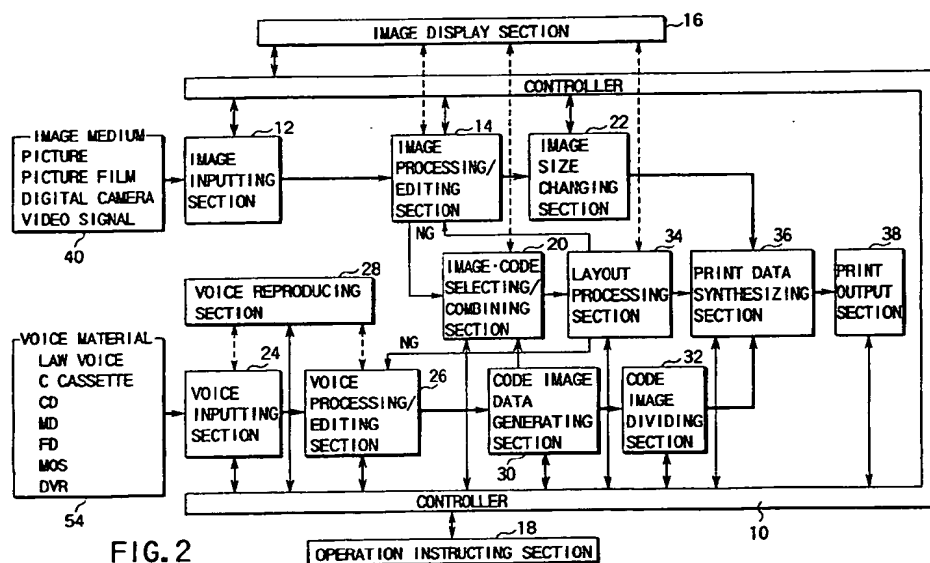 16
IMAGE DISPLAY SECTION
CONTROLLER
IMAGE MEDIUM
PICTURE
PICTURE FILM
DIGITAL CAMERA
VIDEO SIGNAL
40
12
IMAGE
INPUTTING
SECTION
14
IMAGE
PROCESSING/
EDITING
SECTION
22
IMAGE
SIZE
CHANGING
SECTION
NG
28
VOICE REPRODUCING
SECTION
20
IMAGE·CODE
SELECTING/
COMBINING
SECTION
34
LAYOUT
PROCESSING
SECTION
36
PRINT DATA
SYNTHESIZING
SECTION
38
PRINT
OUTPUT
SECTION
VOICE MATERIAL
LAW VOICE
C CASSETTE
CD
MD
FD
MOS
DVR
54
24
VOICE
INPUTTING
SECTION
NG
26
VOICE
PROCESSING/
EDITING
SECTION
CODE IMAGE
DATA
GENERATING
SECTION
30
32
CODE
IMAGE
DIVIDING
SECTION
CONTROLLER
10
18
OPERATION INSTRUCTING SECTION
FIG.2